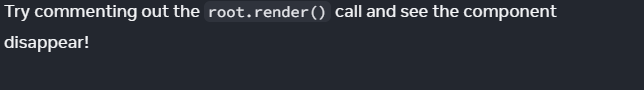 Try commenting out the root.render() call and see the component
disappear!